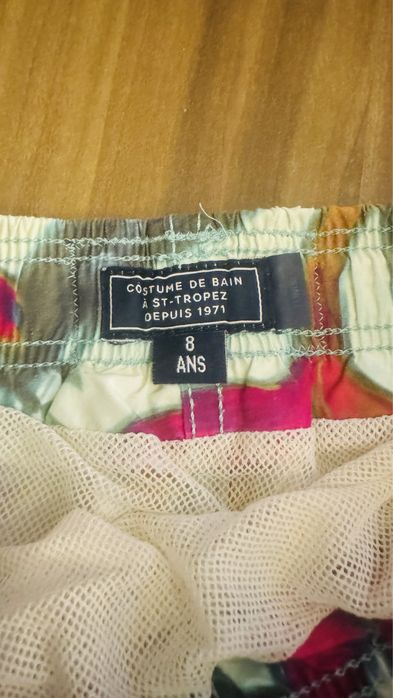 COSTUME DE BAIN
À ST-TROPEZ
DEPUIS 1971
8
ANS